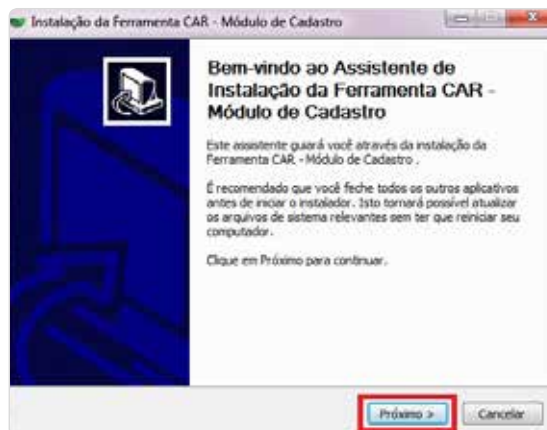 Instalação da Ferramenta CAR - Módulo de Cadastro
Bem-vindo ao Assistente de
Instalação da Ferramenta CAR -
Módulo de Cadastro
Este assistente guiará você através da instalação da
Ferramenta CAR - Módulo de Cadastro .
É recomendado que você feche todos os outros aplicativos
antes de iniciar o instalador. Isto tornará possível atualizar
os arquivos de sistema relevantes sem ter que reiniciar seu
computador.
Clique em Próximo para continuar.
Próximo >
Cancelar